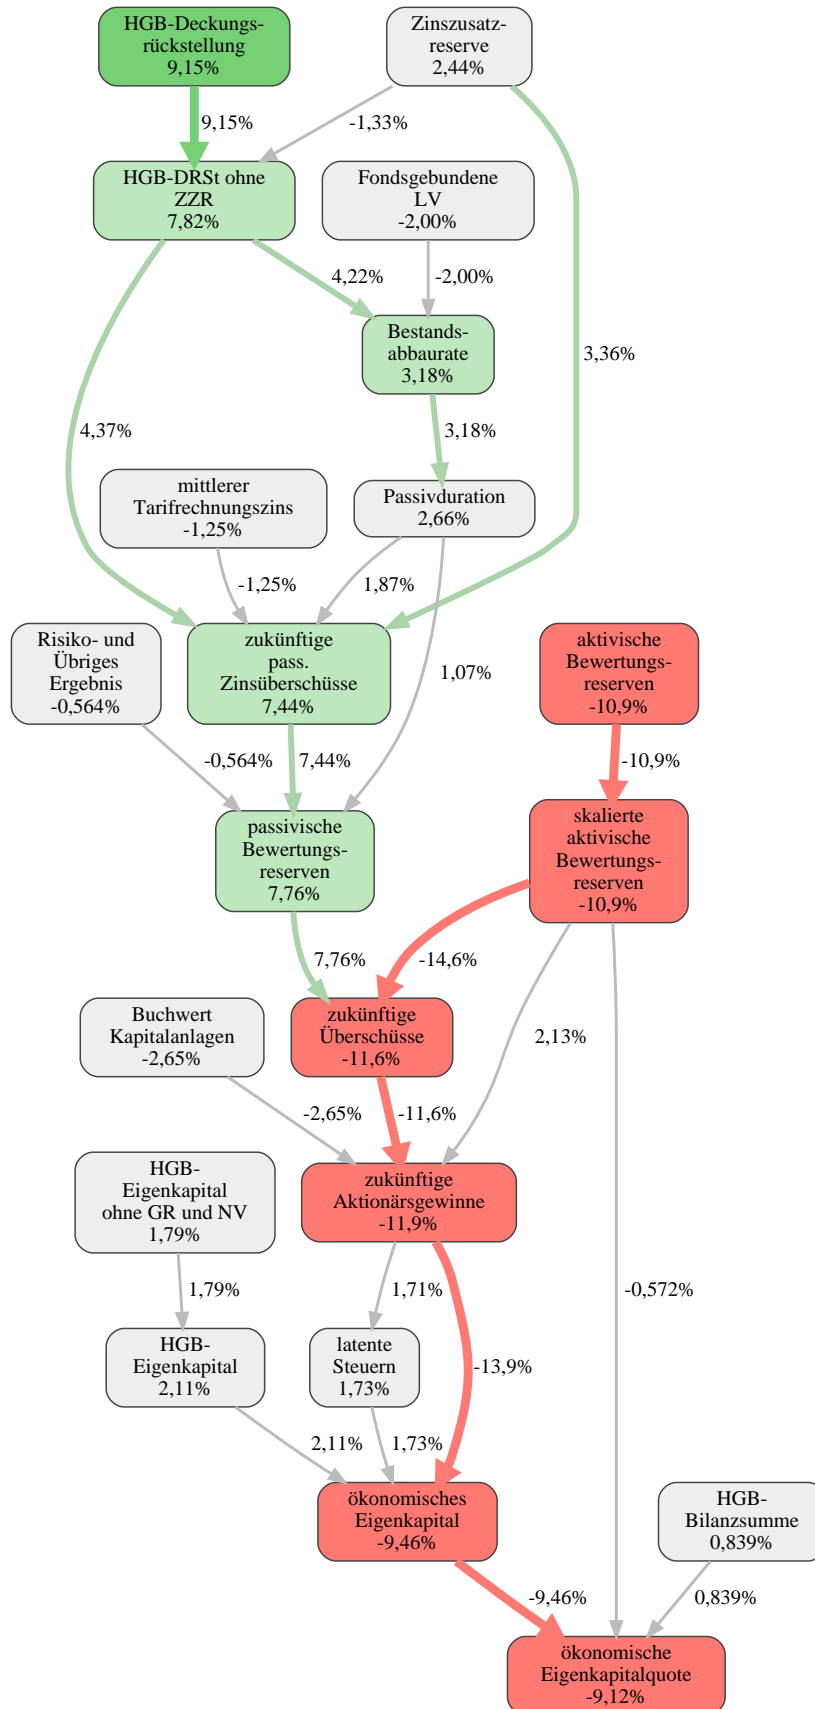 HGB-Deckungs-
rückstellung
9,15%
Zinszusatz-
reserve
2,44%
9,15%
-1,33%
HGB-DRSt ohne
ZZR
7,82%
Fondsgebundene
LV
-2,00%
4,22%
-2,00%
Bestands-
abbaurate
3,18%
3,36%
4,37%
3,18%
mittlerer
Tarifrechnungszins
-1,25%
Passivduration
2,66%
-1,25%
1,87%
Risiko- und
Übriges
Ergebnis
-0,564%
zukünftige
pass.
Zinsüberschüsse
7,44%
1,07%
aktivische
Bewertungs-
reserven
-10,9%
-0,564%
7,44%
-10,9%
passivische
Bewertungs-
reserven
7,76%
skalierte
aktivische
Bewertungs-
reserven
-10,9%
7,76%
-14,6%
Buchwert
Kapitalanlagen
-2,65%
zukünftige
Überschüsse
-11,6%
2,13%
-2,65%
-11,6%
HGB-
Eigenkapital
ohne GR und NV
1,79%
zukünftige
Aktionärsgewinne
-11,9%
1,79%
1,71%
-0,572%
HGB-
Eigenkapital
2,11%
latente
Steuern
1,73%
-13,9%
2,11%
1,73%
ökonomisches
Eigenkapital
-9,46%
HGB-
Bilanzsumme
0,839%
-9,46%
0,839%
ökonomische
Eigenkapitalquote
-9,12%